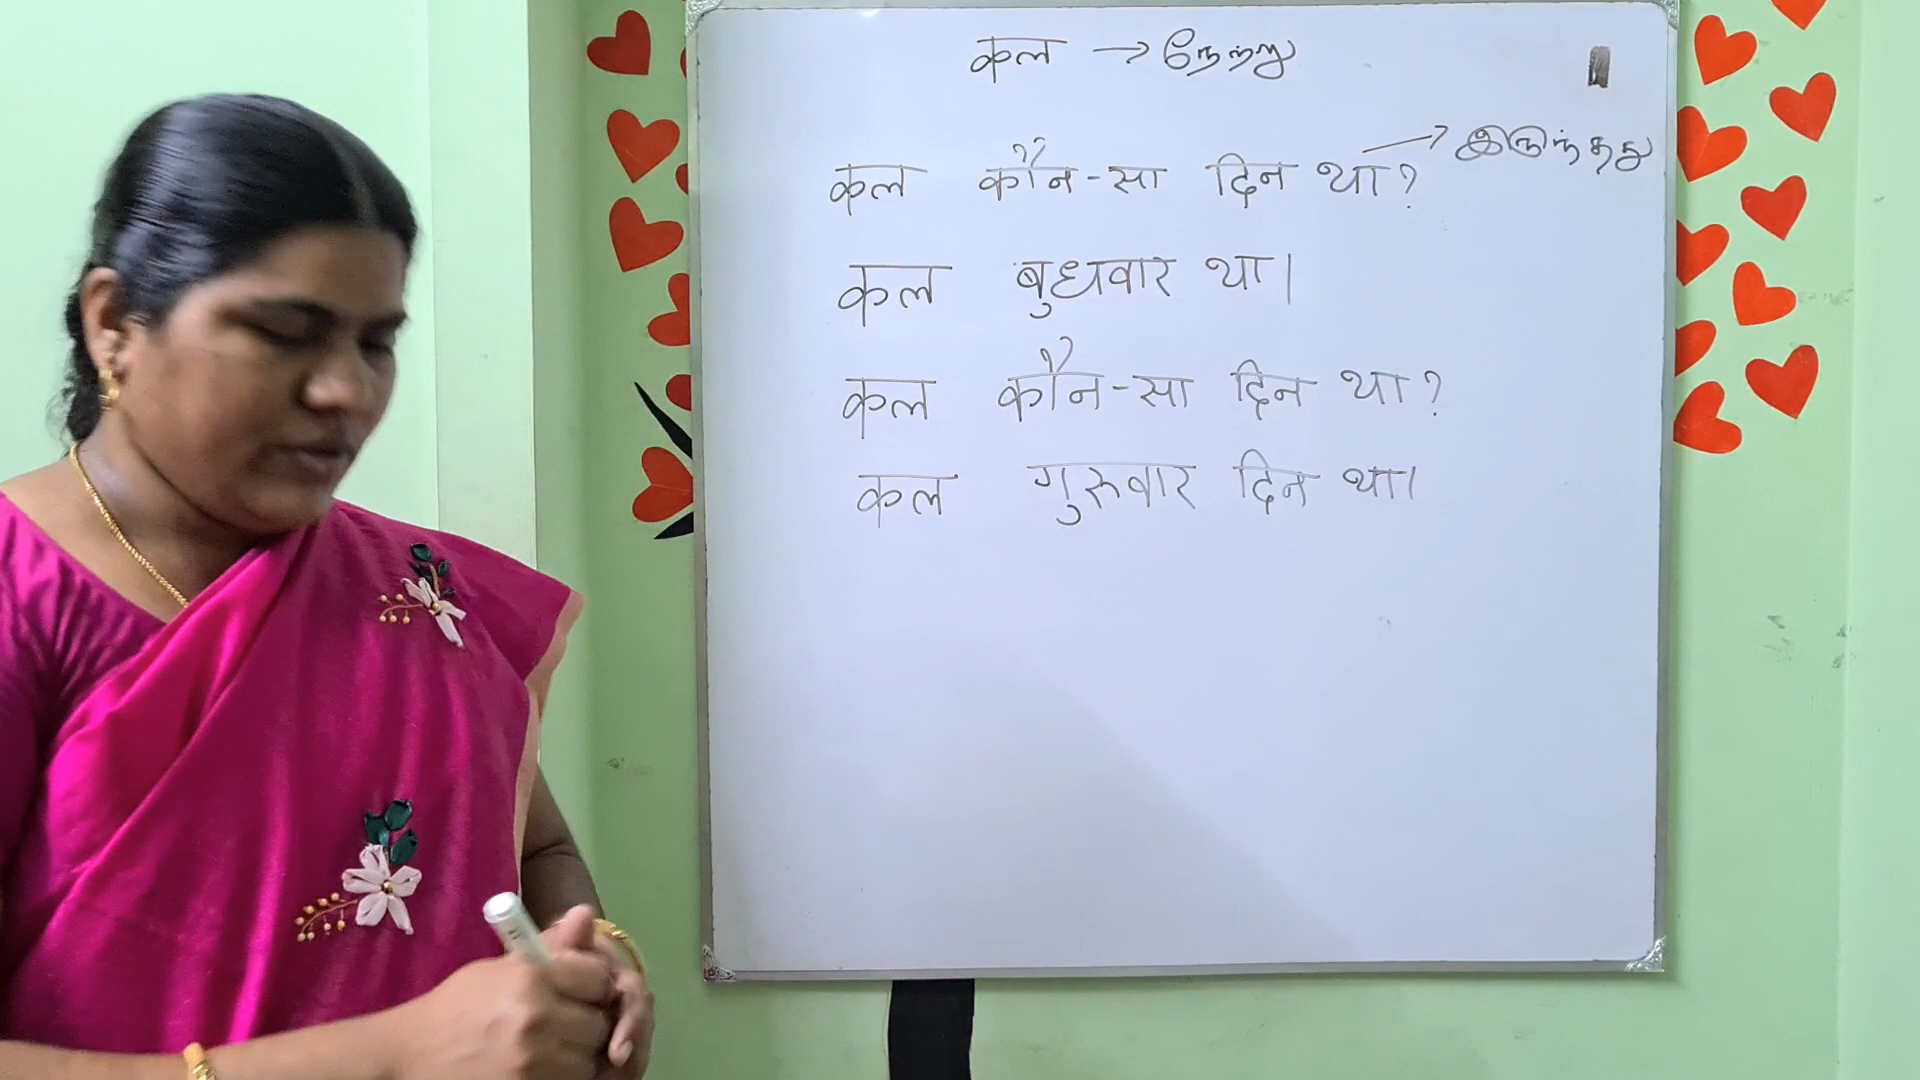 कल → நேற்று
कल कौन-सा दिन था? → இருந்தது
कल बुधवार था।
कल कौन-सा दिन था?
कल गुरुवार दिन था।